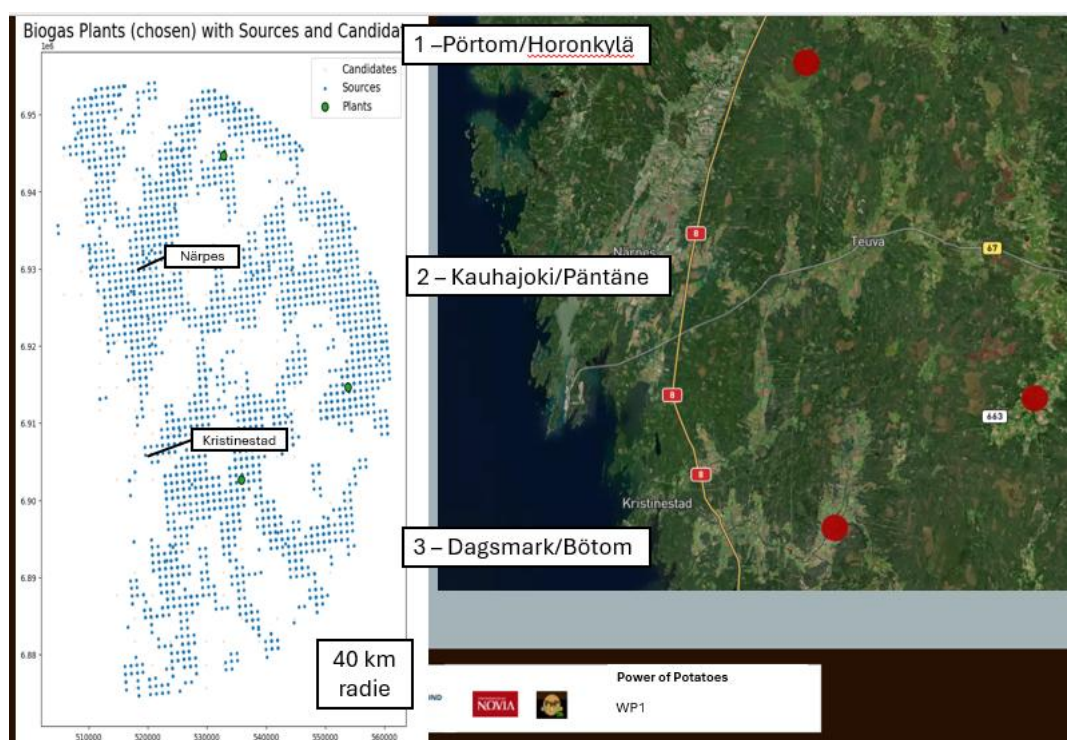 Biogas Plants (chosen) with Sources and Candidat
1e6
Candidates
Sources
Plants
6.95
6.94
6.93
6.92
6.91
6.90
6.89
6.88
510000
520000
530000
540000
550000
560000
Närpes
Kristinestad
40 km
radie
1 –Pörtom/Horonkylä
2 – Kauhajoki/Päntäne
3 – Dagsmark/Bötom
8
Närpes
Teuva
67
8
663
8
Kristinestad
NOVIA
Power of Potatoes
WP1